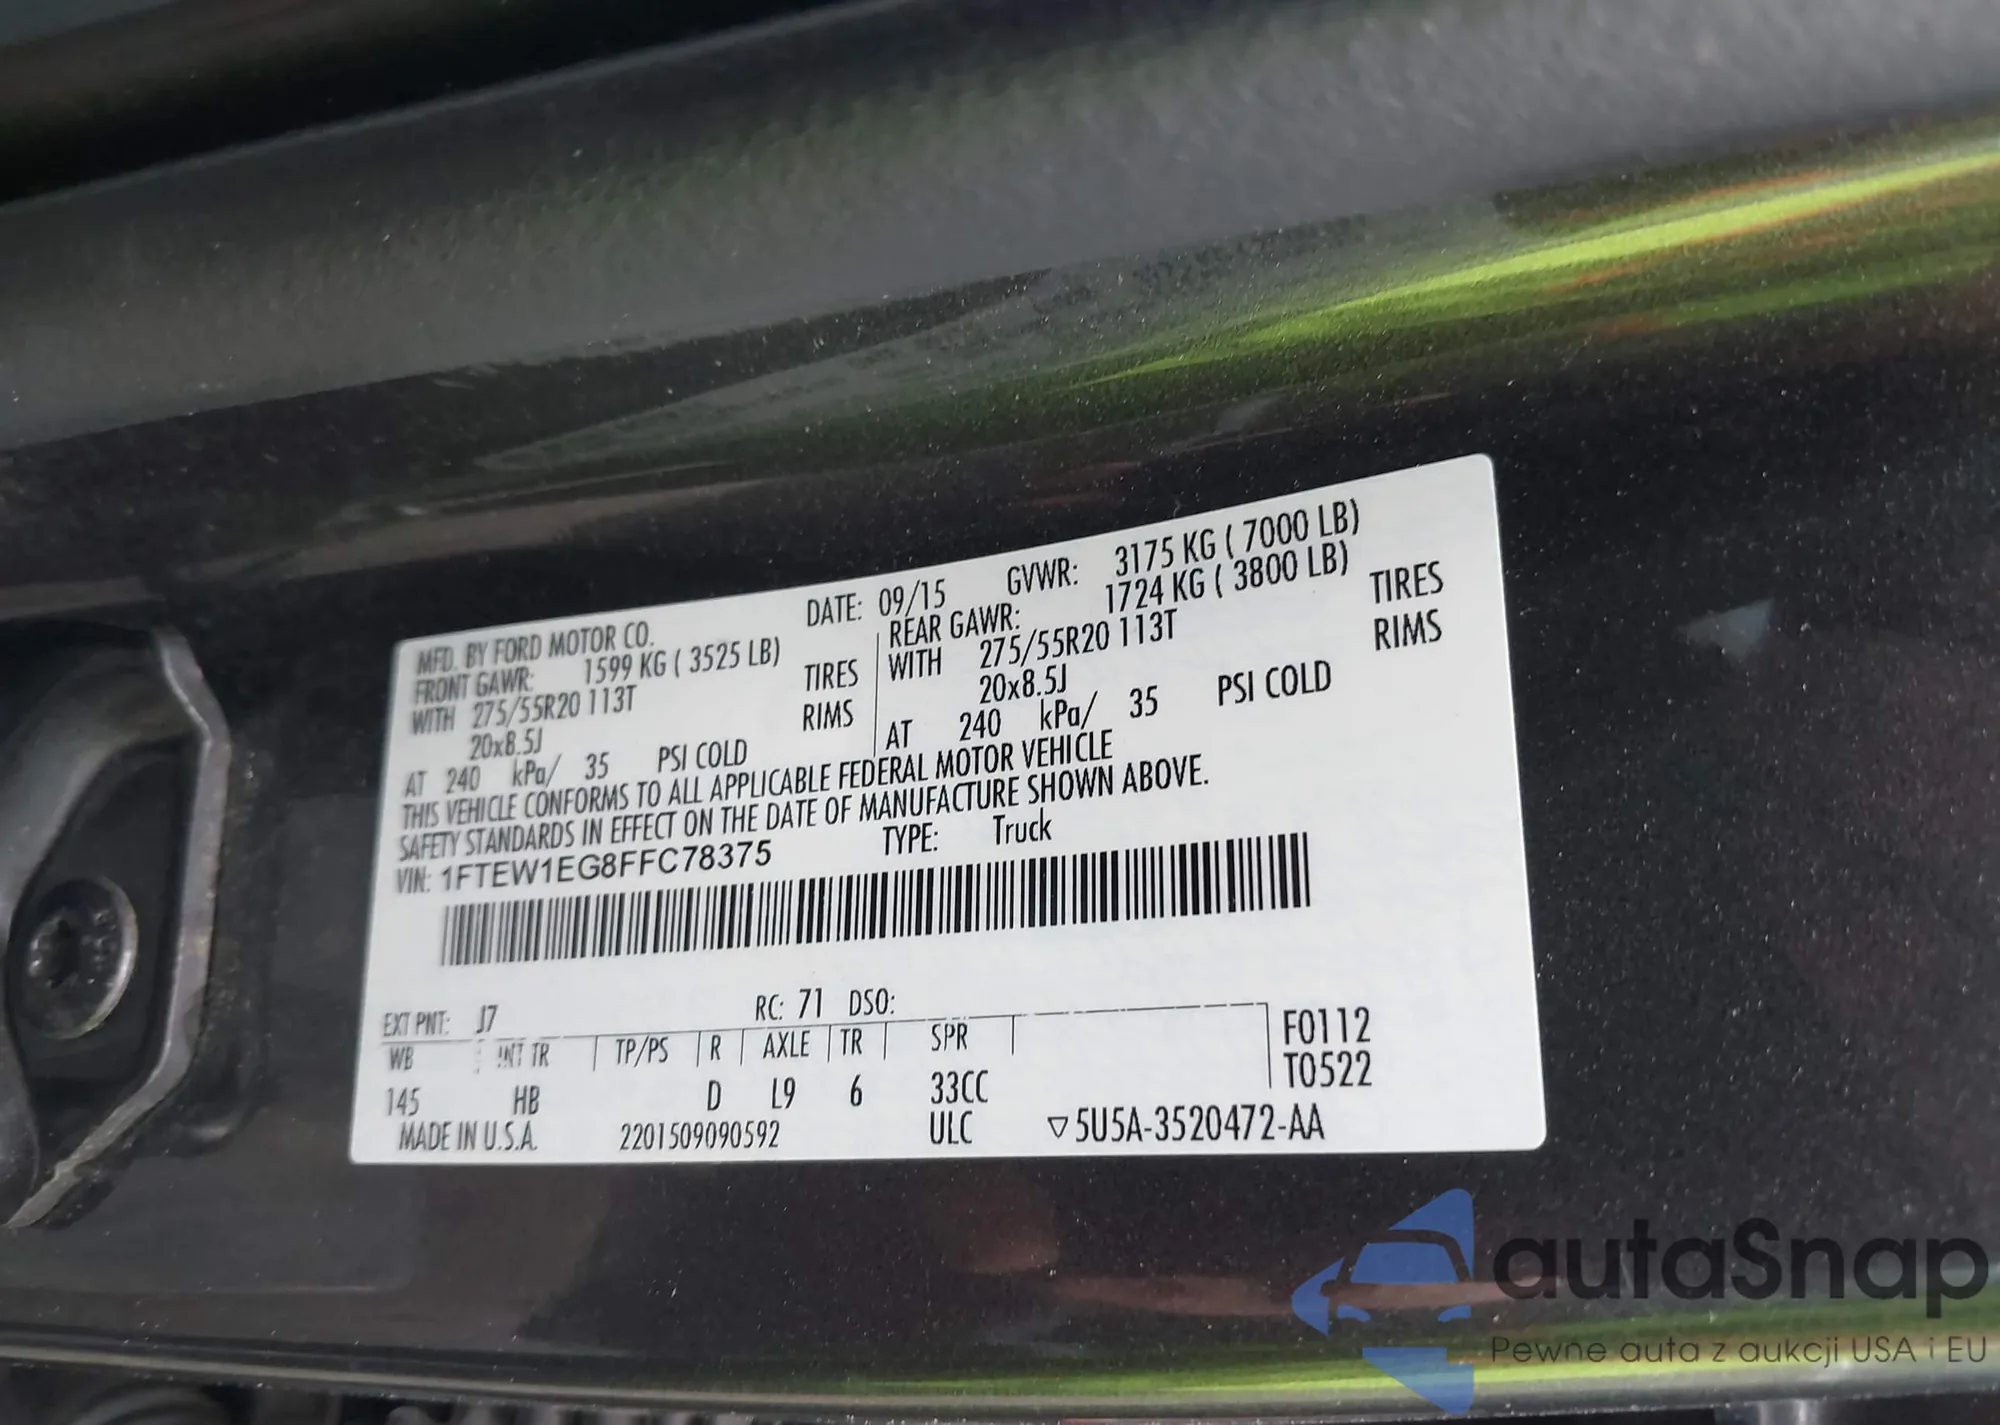 MFD. BY FORD MOTOR CO. DATE: 09/15 GVWR: 3175 KG ( 7000 LB)
FRONT GAWR: 1599 KG ( 3525 LB) REAR GAWR: 1724 KG ( 3800 LB)
WITH 275/55R20 113T TIRES WITH 275/55R20 113T TIRES
20x8.5J RIMS 20x8.5J RIMS
AT 240 kPa/ 35 PSI COLD AT 240 kPa/ 35 PSI COLD
THIS VEHICLE CONFORMS TO ALL APPLICABLE FEDERAL MOTOR VEHICLE
SAFETY STANDARDS IN EFFECT ON THE DATE OF MANUFACTURE SHOWN ABOVE.
VIN: 1FTEW1EG8FFC78375 TYPE: Truck
EXT PNT: J7 RC: 71 DSO:
WB INT TR TP/PS R AXLE TR SPR F0112
145 HB D L9 6 33CC T0522
MADE IN U.S.A. 2201509090592 ULC ▽5U5A-3520472-AA
autaSnap
Pewne auta z aukcji USA i EU